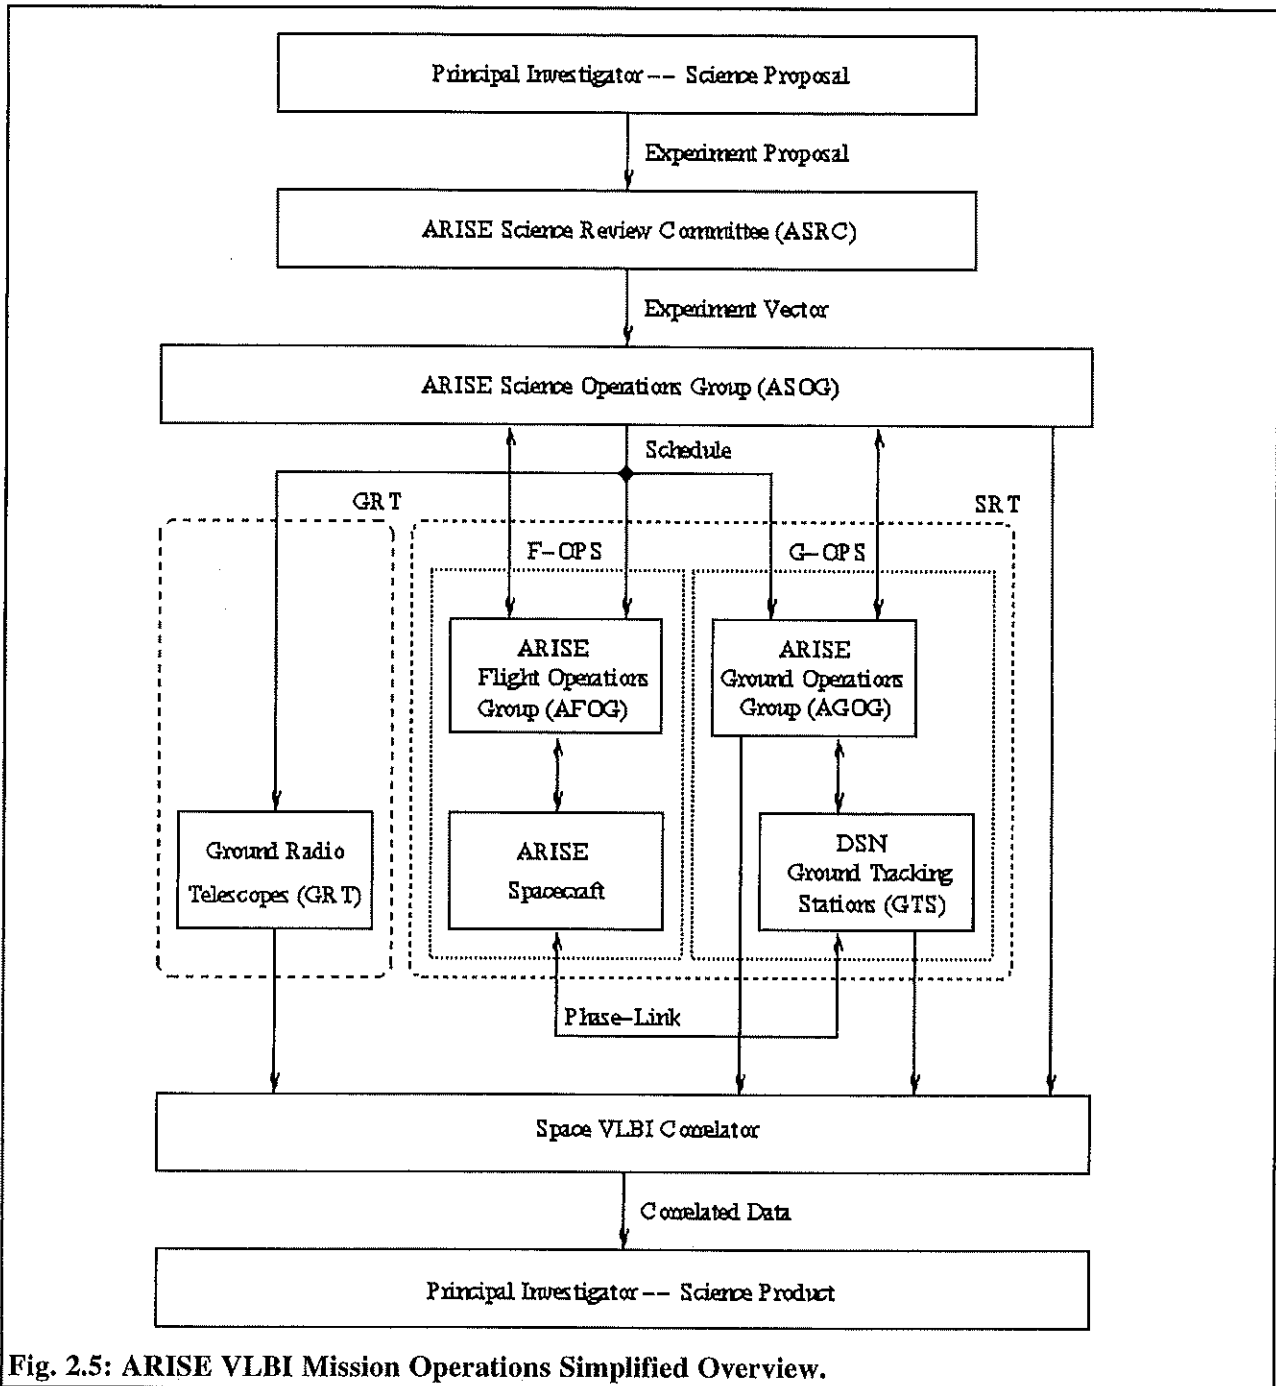 Principal Investigator -- Science Proposal
Experiment Proposal
ARISE Science Review Committee (ASRC)
Experiment Vector
ARISE Science Operations Group (ASOG)
Schedule
GRT
SRT
F-OPS
G-OPS
ARISE
Flight Operations
Group (AFOG)
ARISE
Ground Operations
Group (AGOG)
Ground Radio
Telescopes (GRT)
ARISE
Spacecraft
DSN
Ground Tracking
Stations (GTS)
Phase-Link
Space VLBI Correlator
Correlated Data
Principal Investigator -- Science Product
Fig. 2.5: ARISE VLBI Mission Operations Simplified Overview.